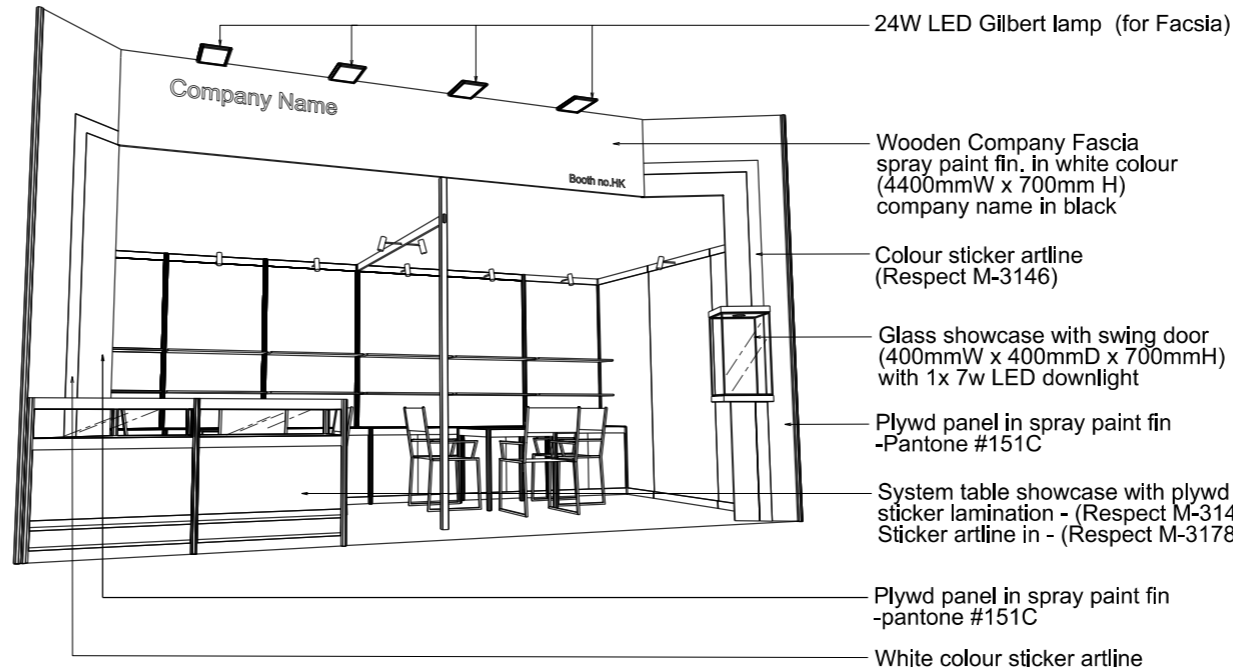 24W LED Gilbert lamp (for Facsia)
Company Name
Wooden Company Fascia
spray paint fin. in white colour
(4400mmW x 700mm H)
company name in black
Booth no.HK
Colour sticker artline
(Respect M-3146)
Glass showcase with swing door
(400mmW x 400mmD x 700mmH)
with 1x 7w LED downlight
Plywd panel in spray paint fin
-Pantone #151C
System table showcase with plywd
sticker lamination - (Respect M-314
Sticker artline in - (Respect M-3178
Plywd panel in spray paint fin
-pantone #151C
White colour sticker artline